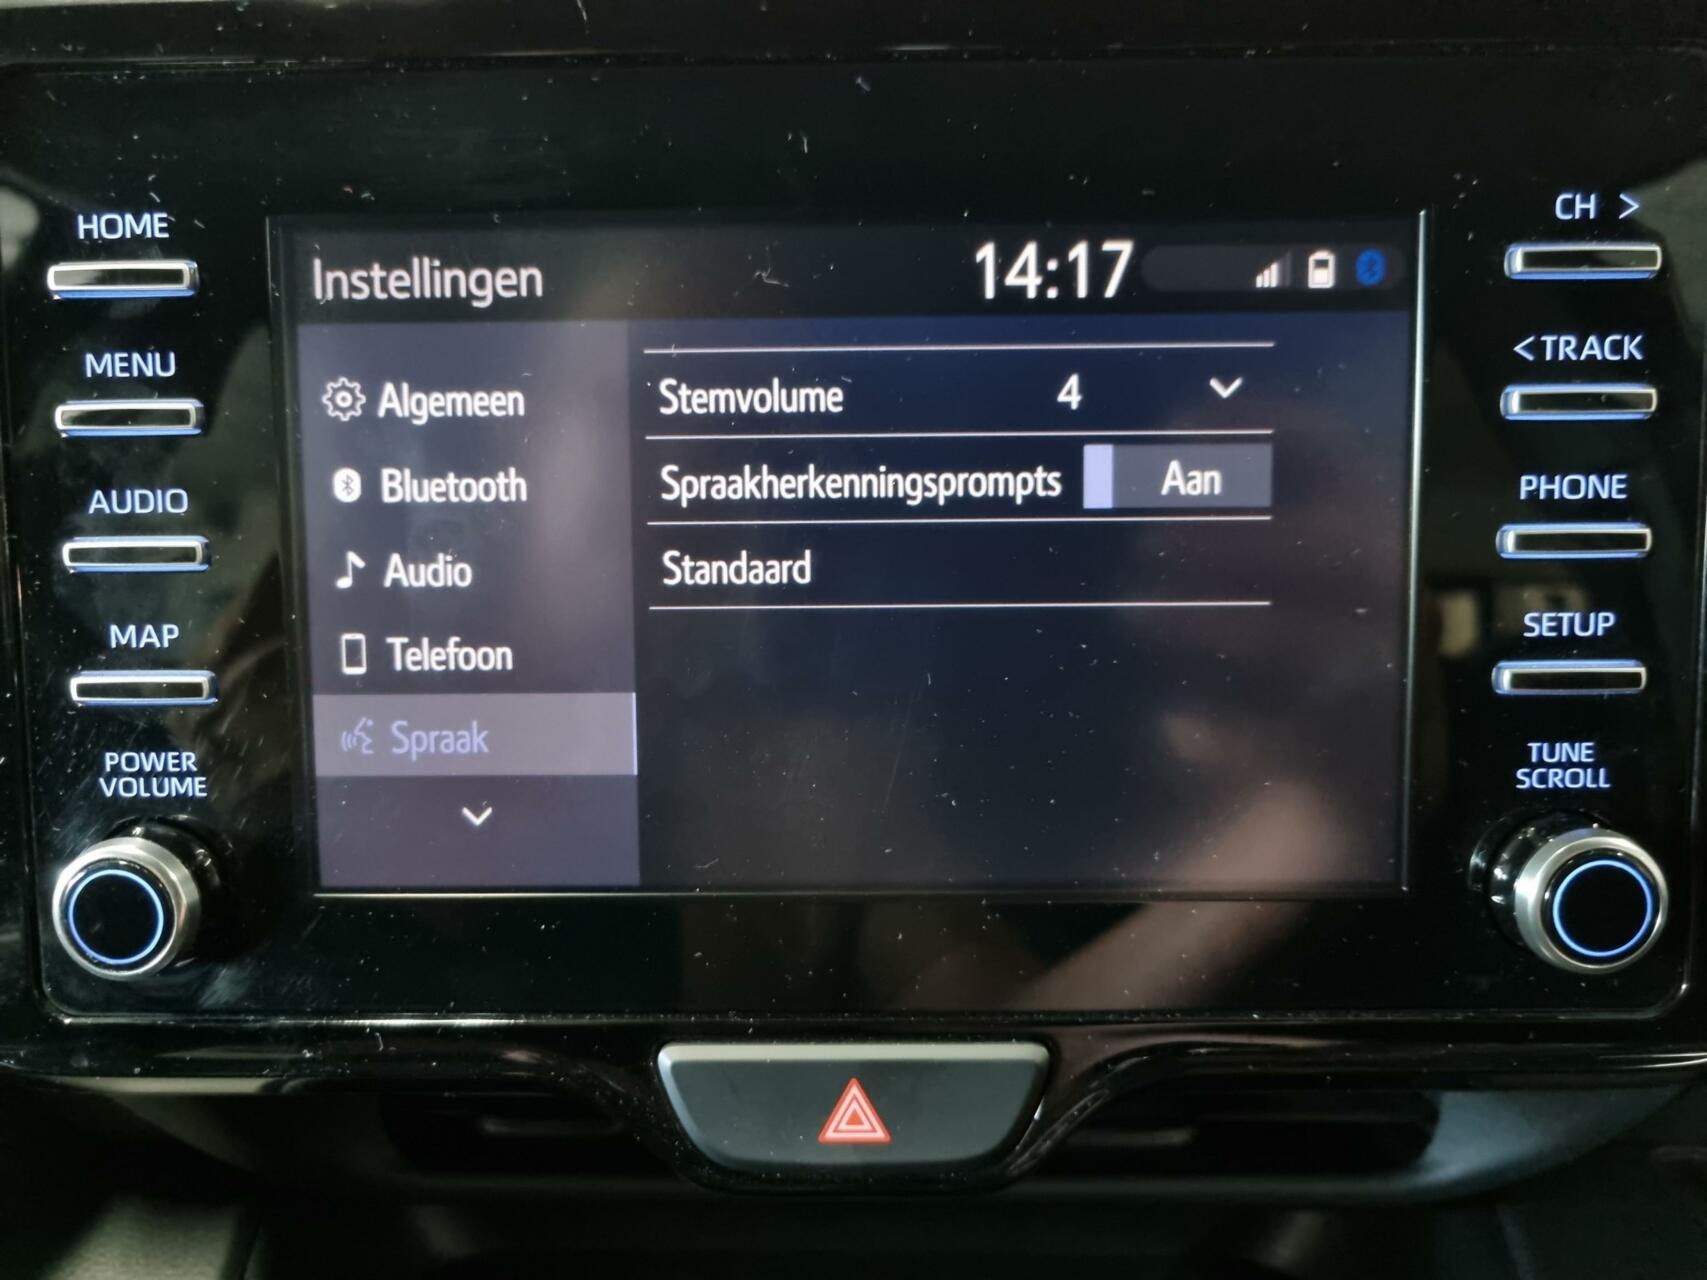 HOME
MENU
AUDIO
MAP
POWER
VOLUME
Instellingen
14:17
Algemeen
Bluetooth
Audio
Telefoon
Spraak
Stemvolume 4
Spraakherkenningsprompts Aan
Standaard
CH >
< TRACK
PHONE
SETUP
TUNE
SCROLL